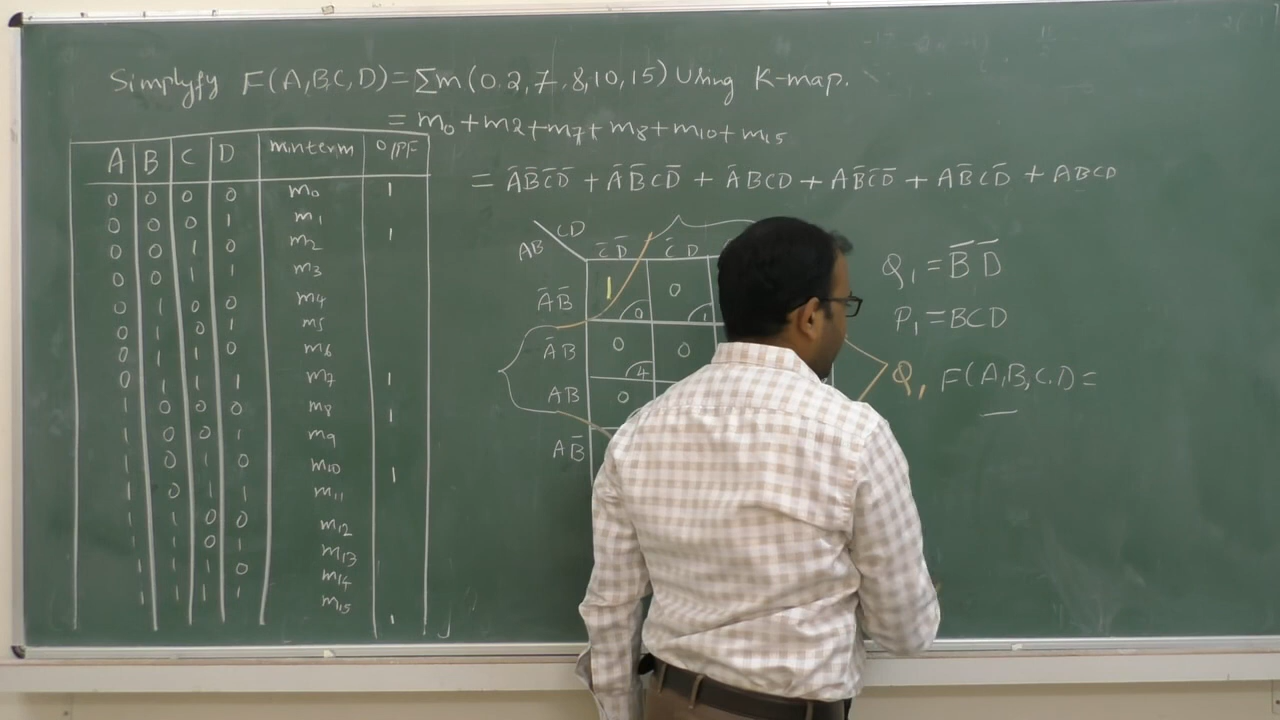 Simplyfy F(A,B,C,D)=Σm(0,2,7,8,10,15) Using K-map.
= m₀+m₂+m₇+m₈+m₁₀+m₁₅
= A̅B̅C̅D̅ + A̅B̅CD̅ + A̅BCD + AB̅C̅D̅ + AB̅CD̅ + ABCD
A B C D minterm O/PF
0 0 0 0 m₀ 1
0 0 0 1 m₁
0 0 1 0 m₂ 1
0 0 1 1 m₃
0 1 0 0 m₄
0 1 0 1 m₅
0 1 1 0 m₆
0 1 1 1 m₇ 1
1 0 0 0 m₈ 1
1 0 0 1 m₉
1 0 1 0 m₁₀ 1
1 0 1 1 m₁₁
1 1 0 0 m₁₂
1 1 0 1 m₁₃
1 1 1 0 m₁₄
1 1 1 1 m₁₅ 1
CD
AB C̅D̅ C̅D
A̅B̅ 1 0 0 1
A̅B 0 4 0
AB 0
AB̅
Q₁ = B̅D̅
P₁ = BCD
Q₁ F(A,B,C,D) =